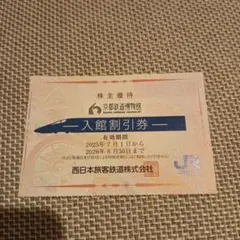 株主優待
京都鉄道博物館
入館割引券
有効期間
2025年7月1日から
2026年6月30日まで
西日本旅客鉄道株式会社